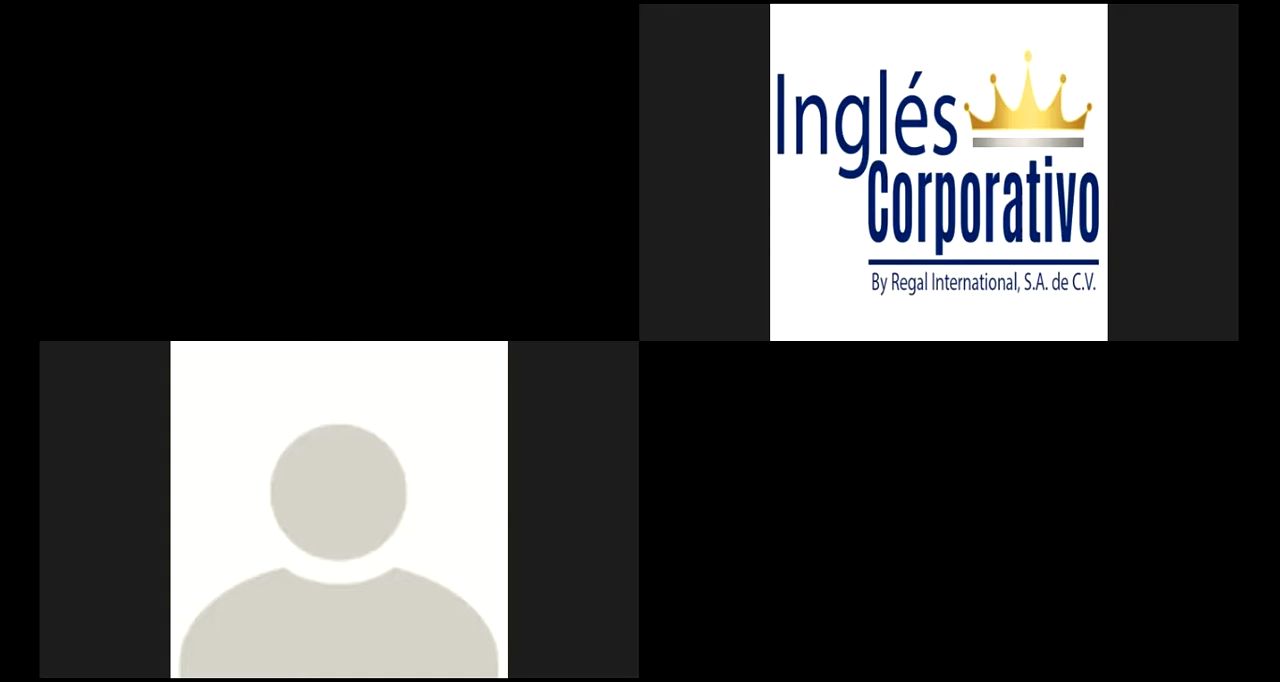 Inglés
Corporativo
By Regal International, S.A. de C.V.